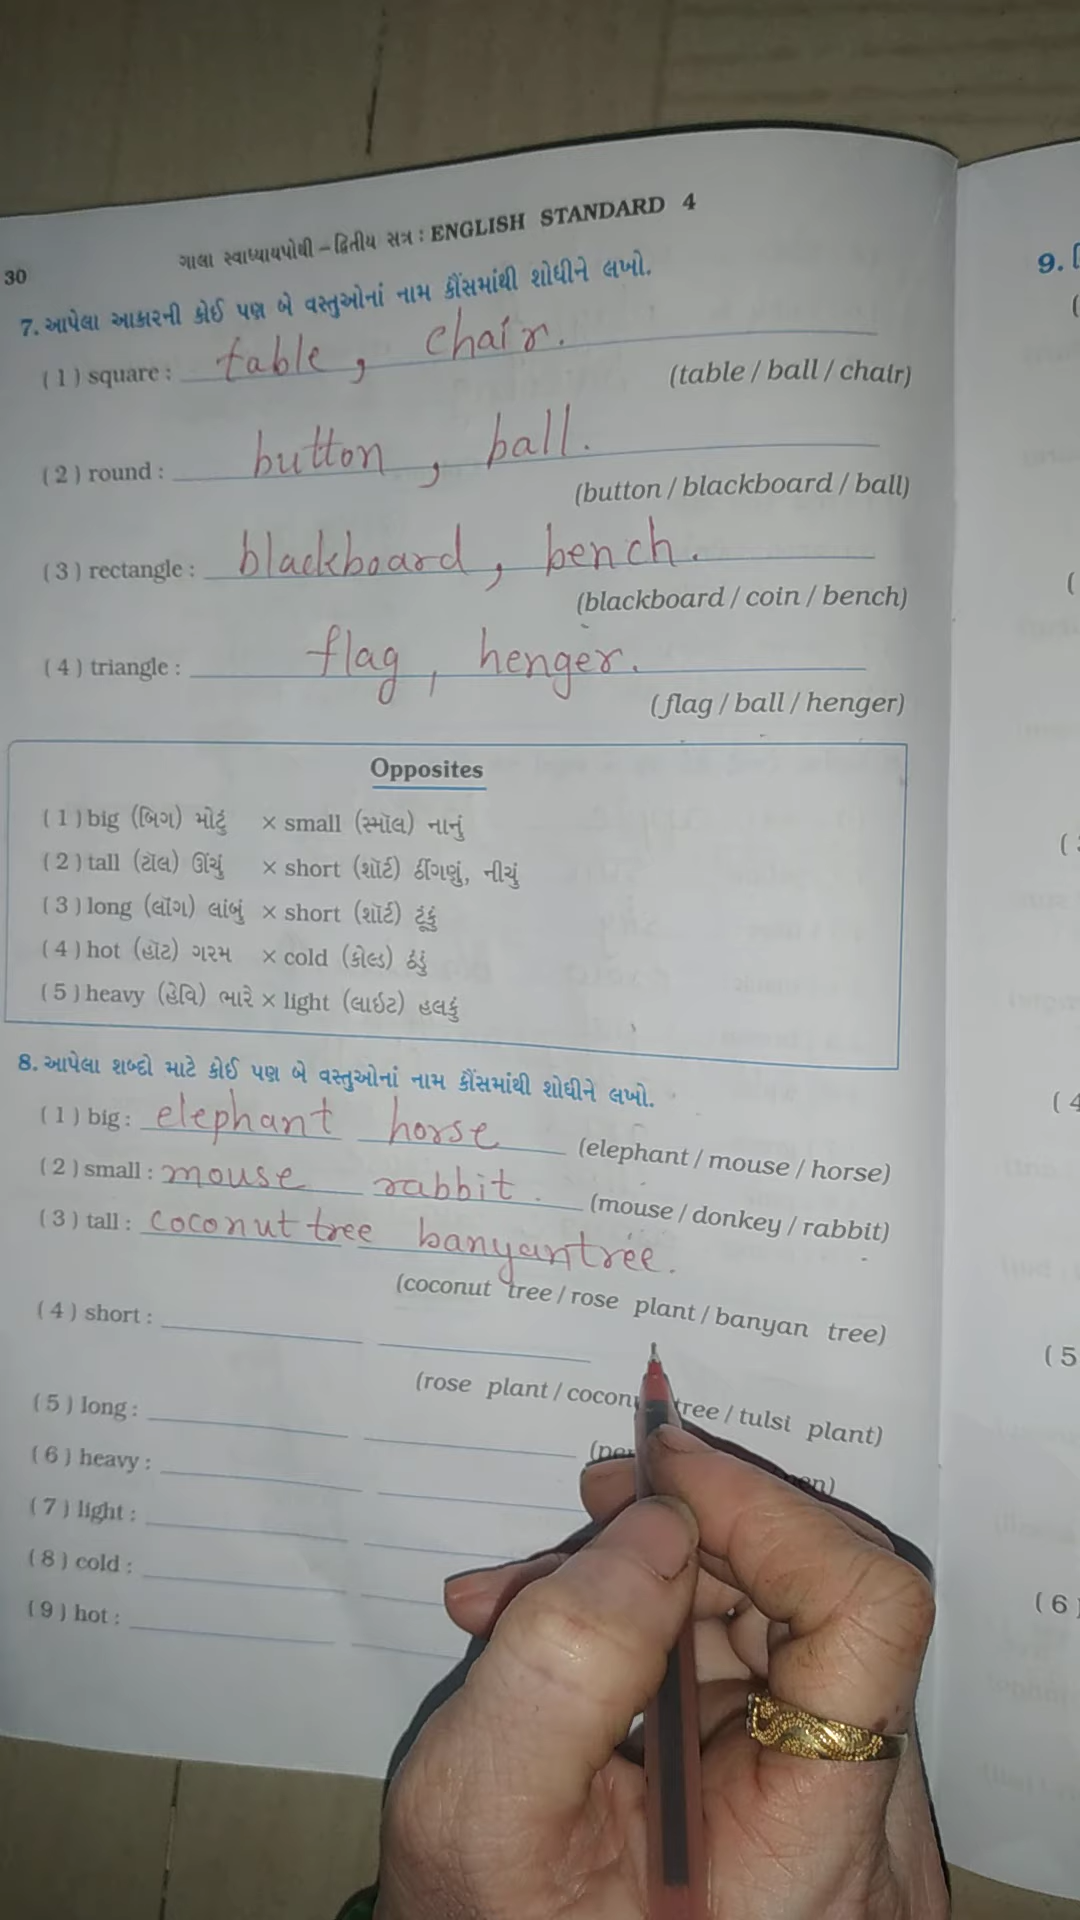 30
ગાલા સ્વાધ્યાયપોથી – દ્વિતીય સત્ર : ENGLISH STANDARD 4
7. આપેલા આકારની કોઈ પણ બે વસ્તુઓનાં નામ કૌંસમાંથી શોધીને લખો.
(1) square : table, chair.
(table / ball / chair)
(2) round : button, ball.
(button / blackboard / ball)
(3) rectangle : blackboard, bench.
(blackboard / coin / bench)
(4) triangle : flag, henger.
(flag / ball / henger)
Opposites
(1) big (બિગ) મોટું × small (સ્મૉલ) નાનું
(2) tall (ટૉલ) ઊંચું × short (શૉર્ટ) ઠીંગણું, નીચું
(3) long (લૉંગ) લાંબું × short (શૉર્ટ) ટૂંકું
(4) hot (હૉટ) ગરમ × cold (કોલ્ડ) ઠંડું
(5) heavy (હેવિ) ભારે × light (લાઇટ) હલકું
8. આપેલા શબ્દો માટે કોઈ પણ બે વસ્તુઓનાં નામ કૌંસમાંથી શોધીને લખો.
(1) big : elephant horse (elephant / mouse / horse)
(2) small : mouse rabbit. (mouse / donkey / rabbit)
(3) tall : coconut tree banyantree.
(coconut tree / rose plant / banyan tree)
(4) short :
(rose plant / coconut tree / tulsi plant)
(5) long :
(6) heavy :
(7) light :
(8) cold :
(9) hot :
9.
(5
(6)